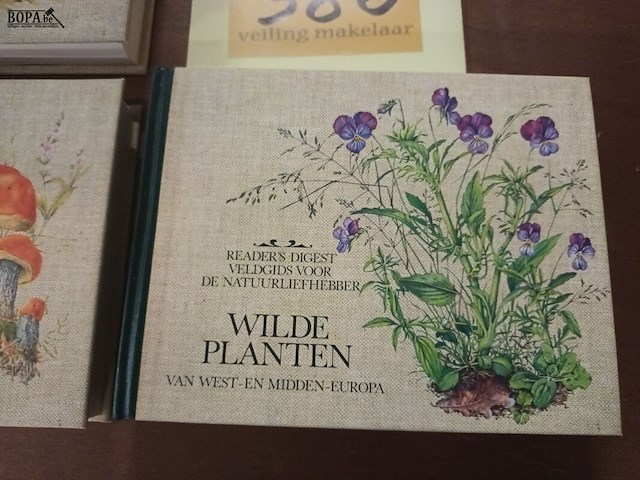 BOPA.be
veiling makelaar
READER'S DIGEST
VELDGIDS VOOR
DE NATUURLIEFHEBBER
WILDE
PLANTEN
VAN WEST- EN MIDDEN-EUROPA